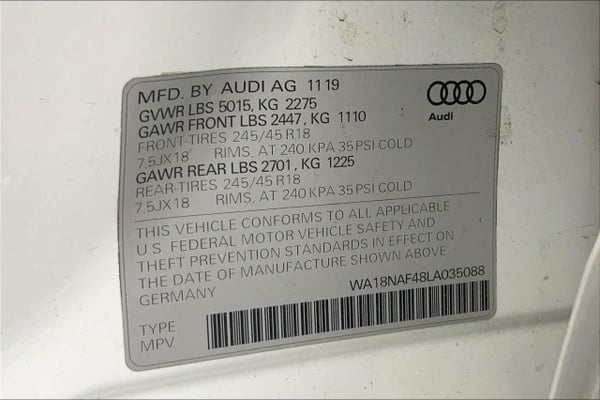 MFD. BY AUDI AG 11 19
GVWR LBS 5015, KG 2275
GAWR FRONT LBS 2447, KG 1110
FRONT-TIRES 245/45 R18
7,5JX18 RIMS, AT 240 KPA 35 PSI COLD
GAWR REAR LBS 2701, KG 1225
REAR-TIRES 245/45 R18
7,5JX18 RIMS, AT 240 KPA 35 PSI COLD
Audi
THIS VEHICLE CONFORMS TO ALL APPLICABLE
U.S. FEDERAL MOTOR VEHICLE SAFETY AND
THEFT PREVENTION STANDARDS IN EFFECT ON
THE DATE OF MANUFACTURE SHOWN ABOVE
GERMANY
WA18NAF48LA035088
TYPE:
MPV